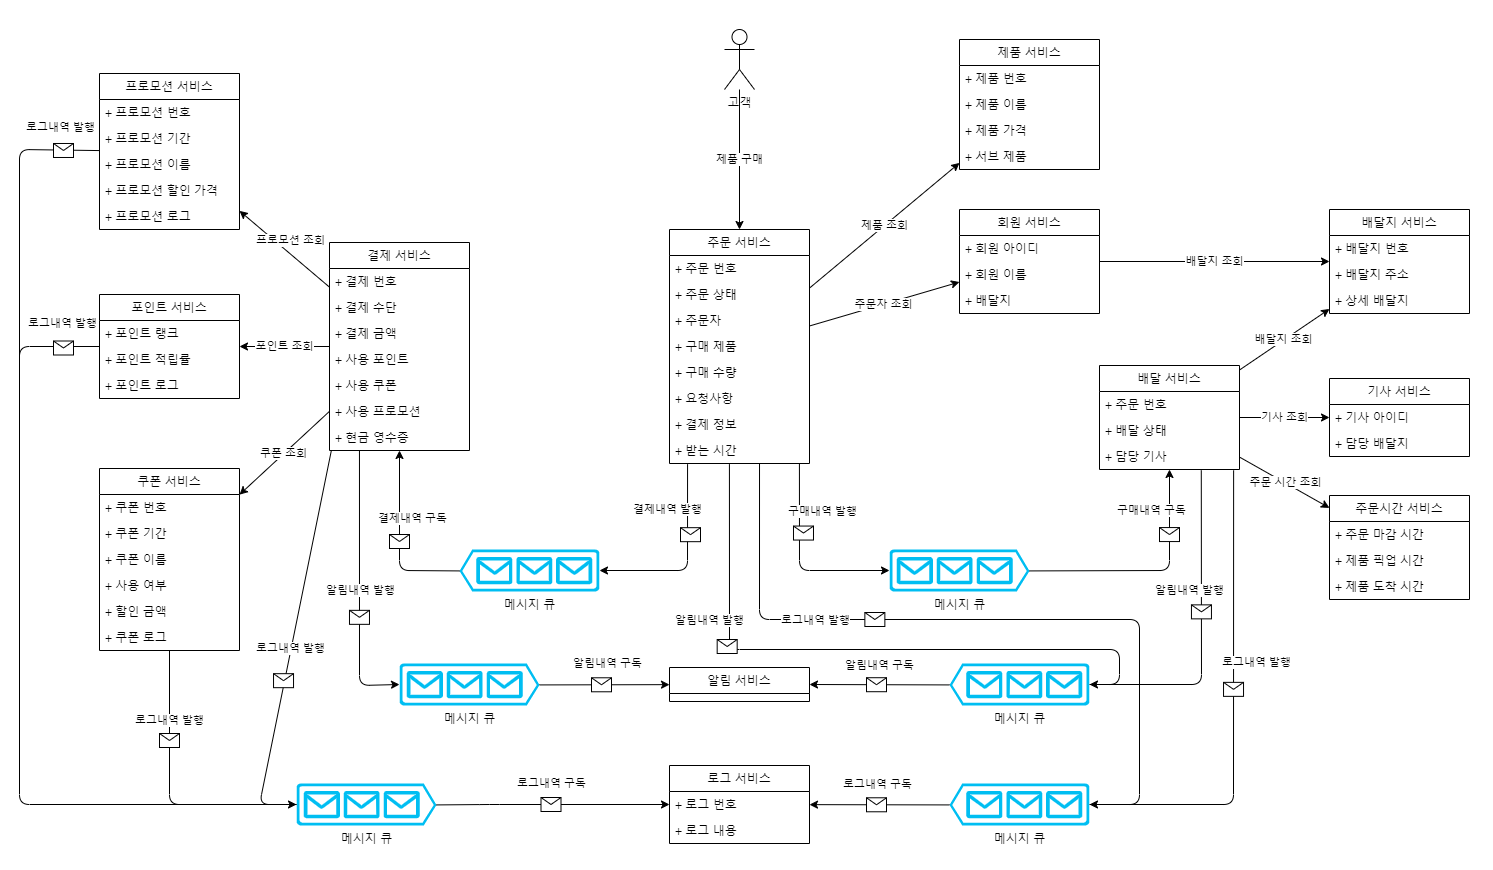 고객
제품 구매
프로모션 서비스
+ 프로모션 번호
+ 프로모션 기간
+ 프로모션 이름
+ 프로모션 할인 가격
+ 프로모션 로그
로그내역 발행
프로모션 조회
포인트 서비스
+ 포인트 랭크
+ 포인트 적립률
+ 포인트 로그
로그내역 발행
포인트 조회
쿠폰 서비스
+ 쿠폰 번호
+ 쿠폰 기간
+ 쿠폰 이름
+ 사용 여부
+ 할인 금액
+ 쿠폰 로그
쿠폰 조회
로그내역 발행
결제 서비스
+ 결제 번호
+ 결제 수단
+ 결제 금액
+ 사용 포인트
+ 사용 쿠폰
+ 사용 프로모션
+ 현금 영수증
결제내역 구독
알림내역 발행
로그내역 발행
주문 서비스
+ 주문 번호
+ 주문 상태
+ 주문자
+ 구매 제품
+ 구매 수량
+ 요청사항
+ 결제 정보
+ 받는 시간
제품 조회
주문자 조회
결제내역 발행
구매내역 발행
알림내역 발행
로그내역 발행
제품 서비스
+ 제품 번호
+ 제품 이름
+ 제품 가격
+ 서브 제품
회원 서비스
+ 회원 아이디
+ 회원 이름
+ 배달지
배달지 조회
배달지 서비스
+ 배달지 번호
+ 배달지 주소
+ 상세 배달지
배달 서비스
+ 주문 번호
+ 배달 상태
+ 담당 기사
배달지 조회
기사 조회
주문 시간 조회
기사 서비스
+ 기사 아이디
+ 담당 배달지
주문시간 서비스
+ 주문 마감 시간
+ 제품 픽업 시간
+ 제품 도착 시간
구매내역 구독
알림내역 발행
로그내역 발행
메시지 큐
메시지 큐
메시지 큐
알림내역 구독
알림 서비스
알림내역 구독
메시지 큐
메시지 큐
로그내역 구독
로그 서비스
+ 로그 번호
+ 로그 내용
로그내역 구독
메시지 큐